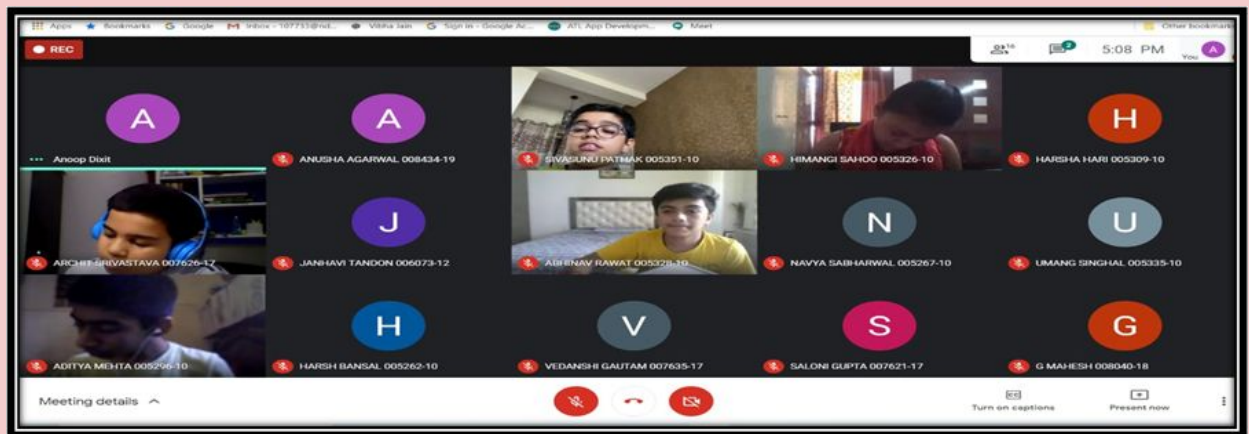 Apps Bookmarks Google Inbox - 107733@nd... Vibha Jain Sign in - Google Ac... ATL App Developm... Meet Other bookmark
REC 16 2 5:08 PM You A
A A H
Anoop Dixit ANUSHA AGARWAL 008434-19 SIVASUNU PATHAK 005351-10 HIMANGI SAHOO 005326-10 HARSHA HARI 005309-10
J N U
ARCHIT SRIVASTAVA 007626-17 JANHAVI TANDON 006073-12 ABHINAV RAWAT 005328-10 NAVYA SABHARWAL 005267-10 UMANG SINGHAL 005335-10
H V S G
ADITYA MEHTA 005296-10 HARSH BANSAL 005262-10 VEDANSHI GAUTAM 007635-17 SALONI GUPTA 007621-17 G MAHESH 008040-18
Meeting details Turn on captions Present now